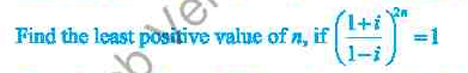 Find the least positive value of n, if ((1+i)/(1-i))^{2n} = 1